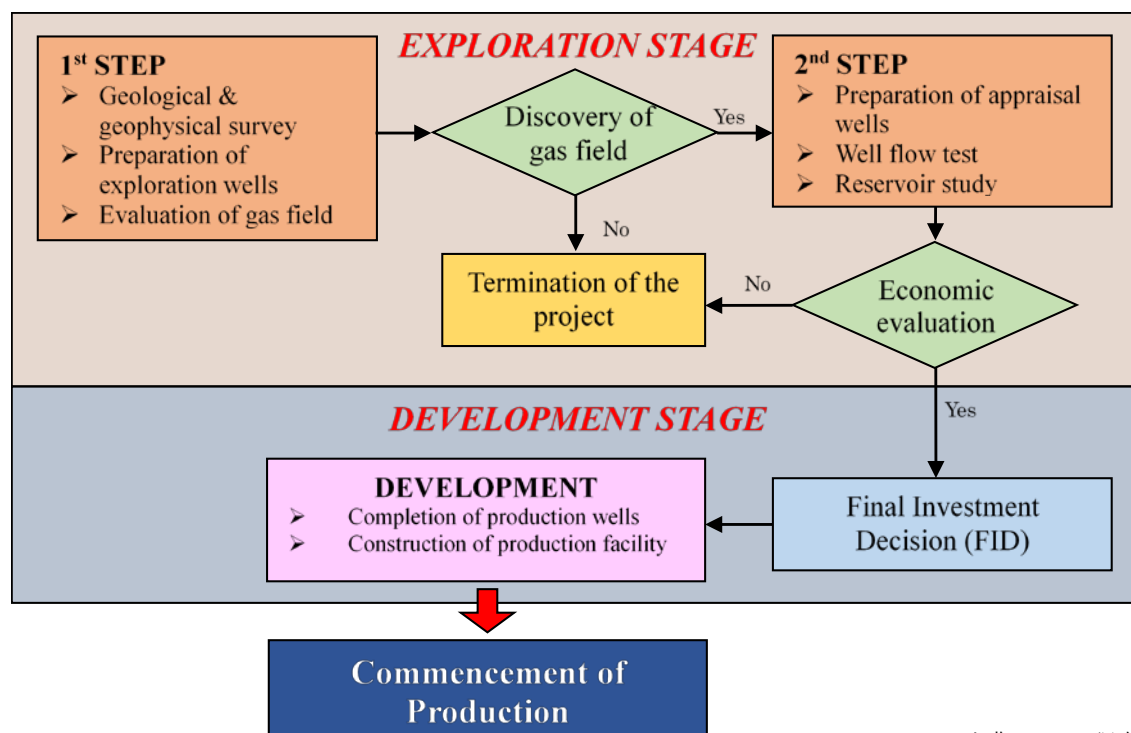 EXPLORATION STAGE
1st STEP
➢ Geological &
geophysical survey
➢ Preparation of
exploration wells
➢ Evaluation of gas field
Discovery of
gas field
Yes
2nd STEP
➢ Preparation of appraisal
wells
➢ Well flow test
➢ Reservoir study
No
Termination of the
project
No
Economic
evaluation
Yes
DEVELOPMENT STAGE
DEVELOPMENT
➢ Completion of production wells
➢ Construction of production facility
Final Investment
Decision (FID)
Commencement of
Production